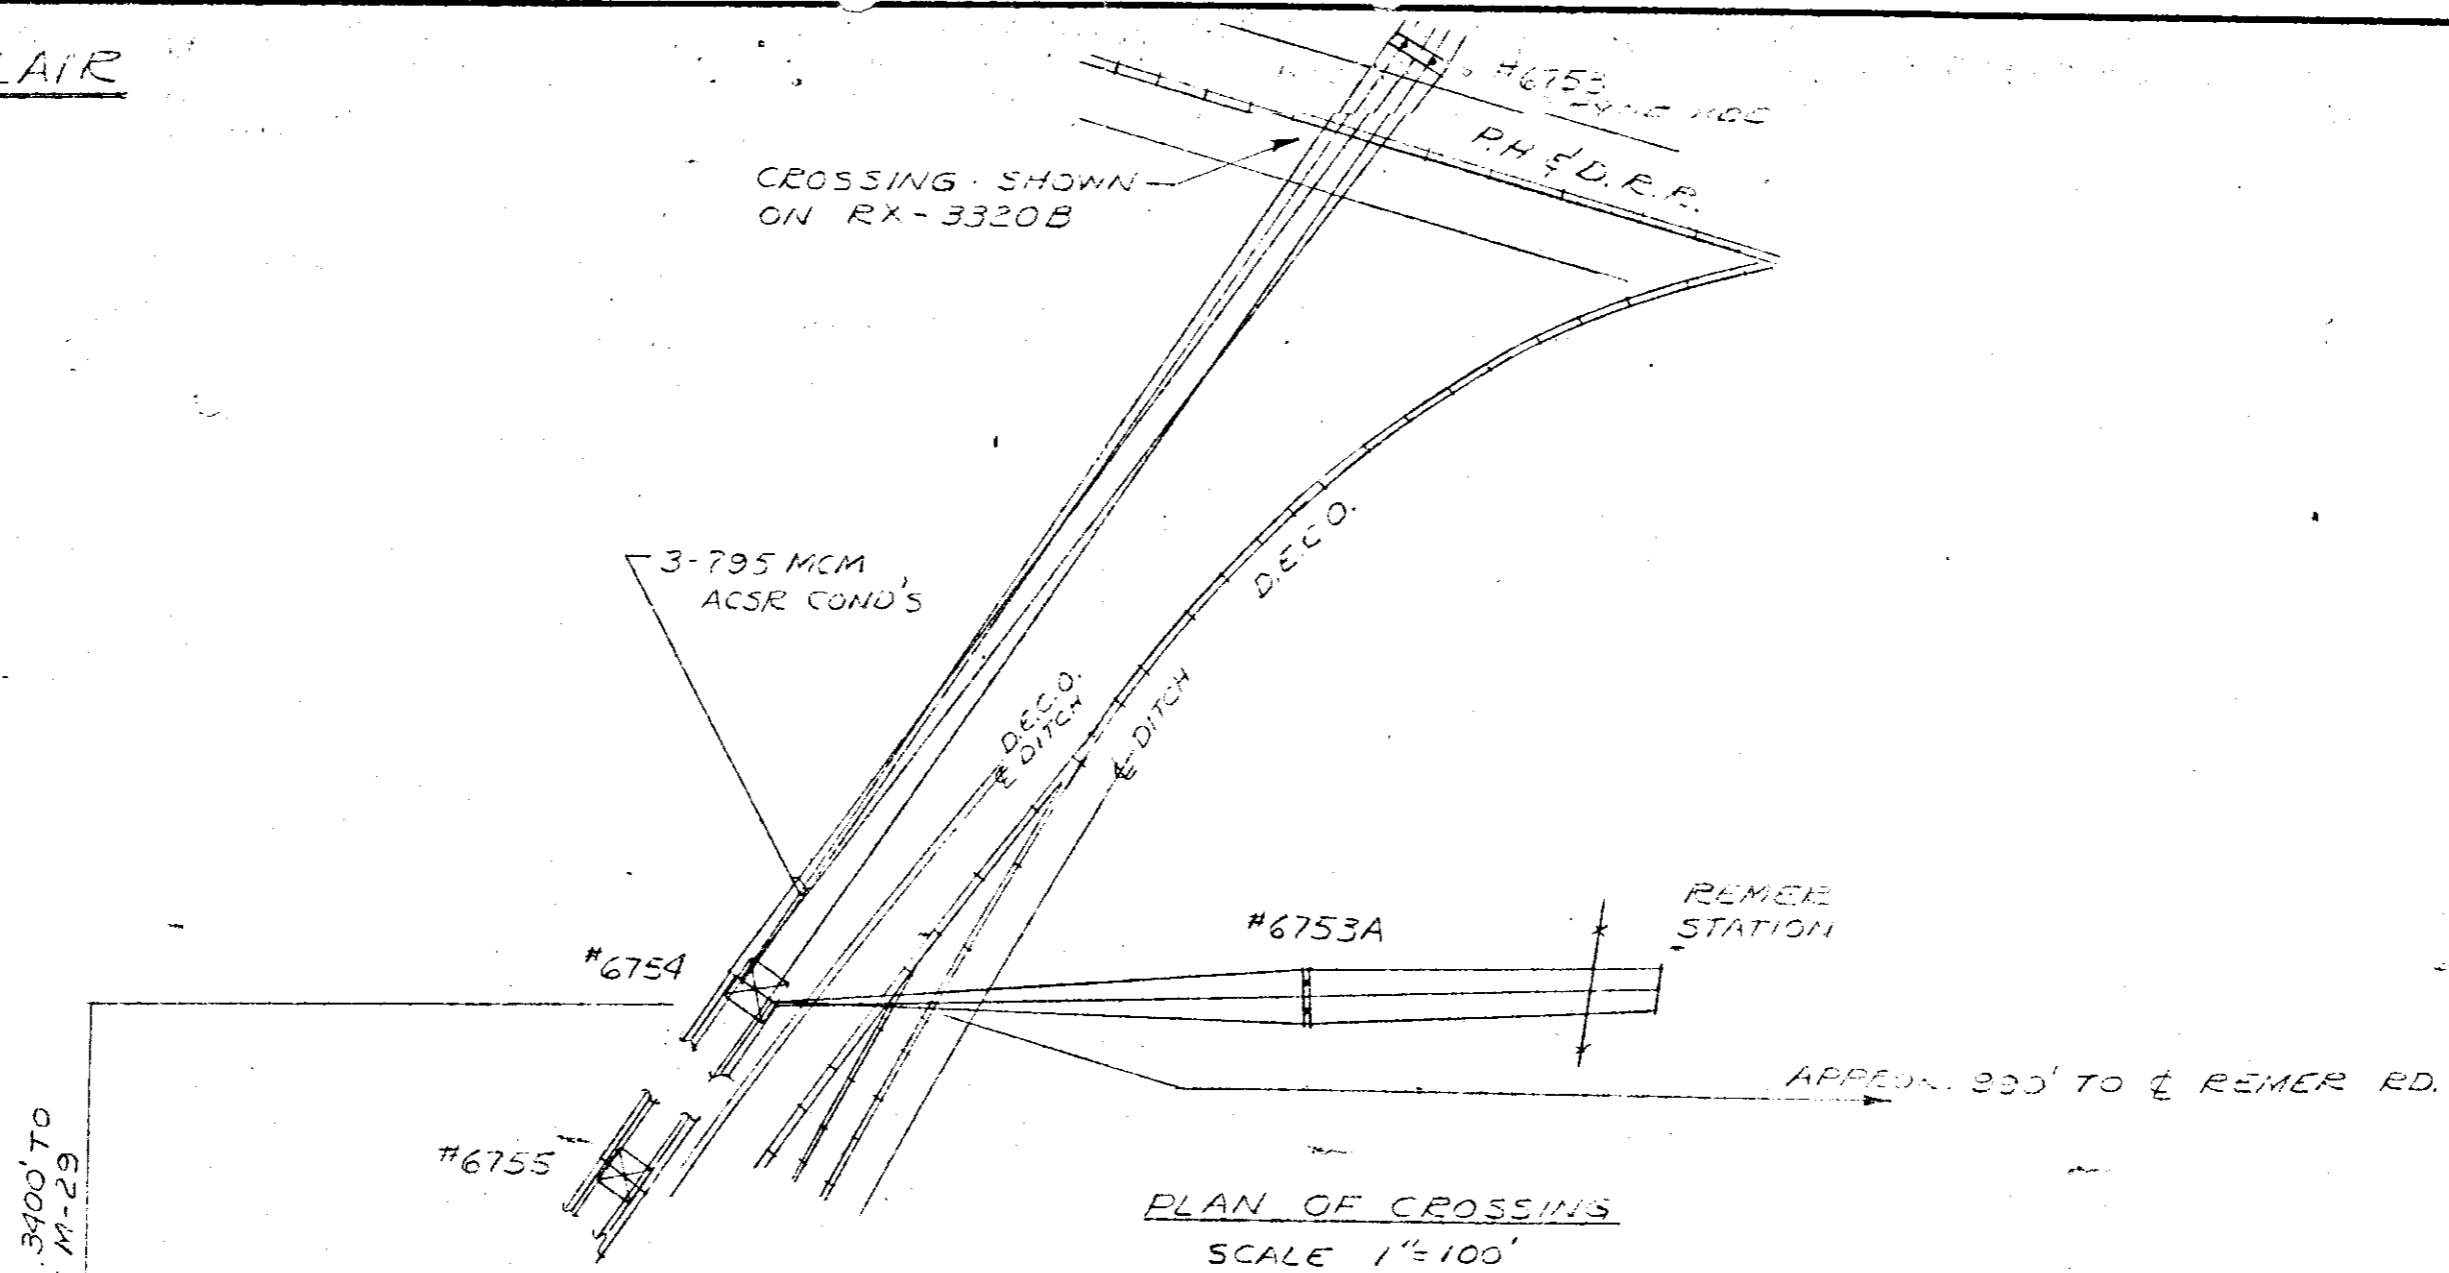 LAIR
#6753
P.H & D.R.R.
CROSSING SHOWN
ON RX-3320B
3-795 MCM
ACSR COND'S
D.E.CO.
D.E.CO.
℄ DITCH
℄ DITCH
#6754
#6753A
REMER
STATION
APPROX. TO ℄ REMER RD.
#6755
3400' TO
M-29
PLAN OF CROSSING
SCALE 1"=100'